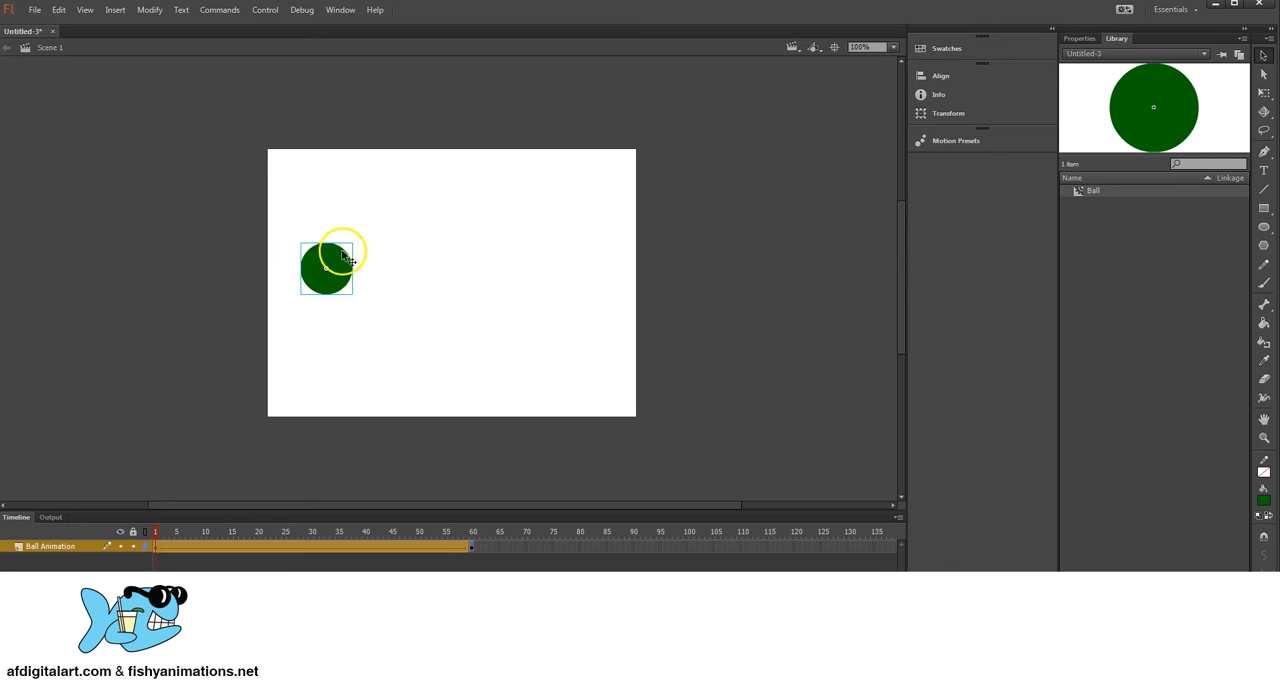 Fl File Edit View Insert Modify Text Commands Control Debug Window Help Essentials
Untitled-3*
Scene 1
100%
Swatches
Align
Info
Transform
Motion Presets
Properties Library
Untitled-3
1 item
Name Linkage
Ball
Timeline Output
1 5 10 15 20 25 30 35 40 45 50 55 60 65 70 75 80 85 90 95 100 105 110 115 120 125 130 135
Ball Animation
afdigitalart.com & fishyanimations.net